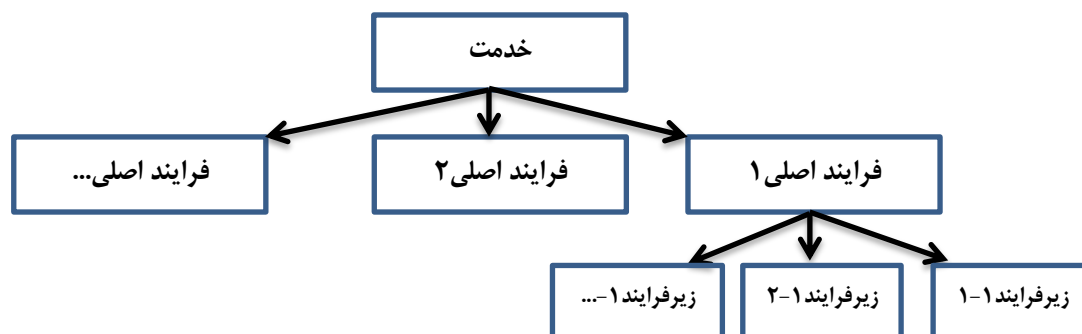 خدمت
فرایند اصلی۱
فرایند اصلی۲
فرایند اصلی...
زیرفرایند۱-۱
زیرفرایند۱-۲
زیرفرایند۱-...